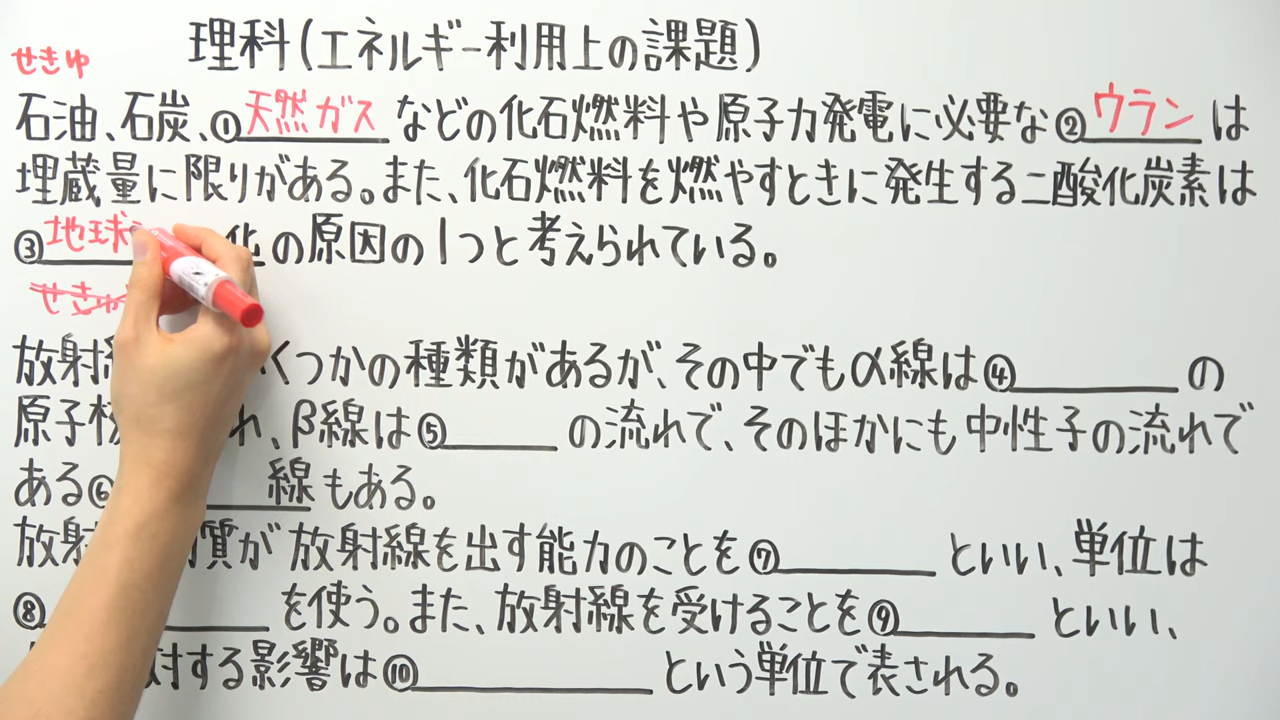 理科(エネルギー利用上の課題)
せきゆ
石油、石炭、①天然ガスなどの化石燃料や原子力発電に必要な②ウランは
埋蔵量に限りがある。また、化石燃料を燃やすときに発生する二酸化炭素は
③地球 化の原因の1つと考えられている。
せきゆ
放射 くつかの種類があるが、その中でもα線は④ の
原子核 れ、β線は⑤ の流れで、そのほかにも中性子の流れで
ある⑥ 線もある。
放射 物質が放射線を出す能力のことを⑦ といい、単位は
⑧ を使う。また、放射線を受けることを⑨ といい、
対する影響は⑩ という単位で表される。